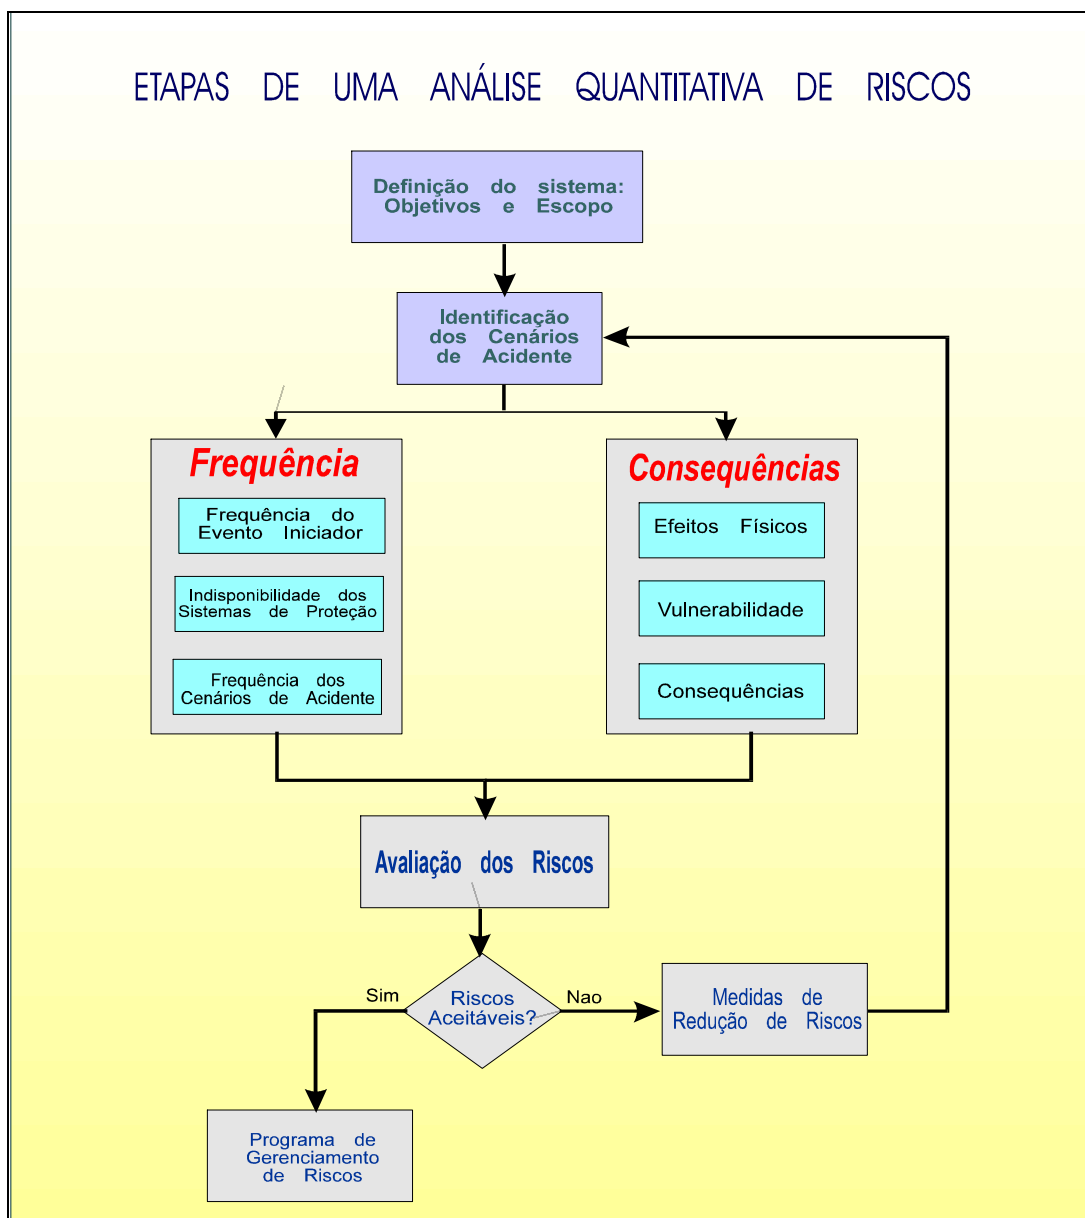 ETAPAS DE UMA ANÁLISE QUANTITATIVA DE RISCOS
Definição do sistema:
Objetivos e Escopo
Identificação
dos Cenários
de Acidente
Frequência
Frequência do
Evento Iniciador
Indisponibilidade dos
Sistemas de Proteção
Frequência dos
Cenários de Acidente
Consequências
Efeitos Físicos
Vulnerabilidade
Consequências
Avaliação dos Riscos
Sim
Riscos
Aceitáveis?
Nao
Medidas de
Redução de Riscos
Programa de
Gerenciamento
de Riscos